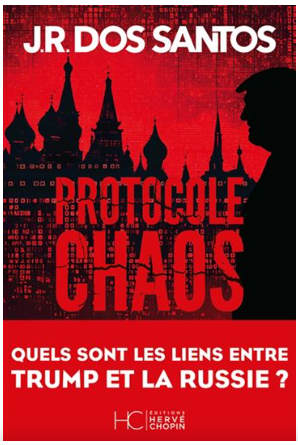 J.R. DOS SANTOS
PROTOCOLE
CHAOS
QUELS SONT LES LIENS ENTRE
TRUMP ET LA RUSSIE ?
HC ÉDITIONS
HERVÉ
CHOPIN